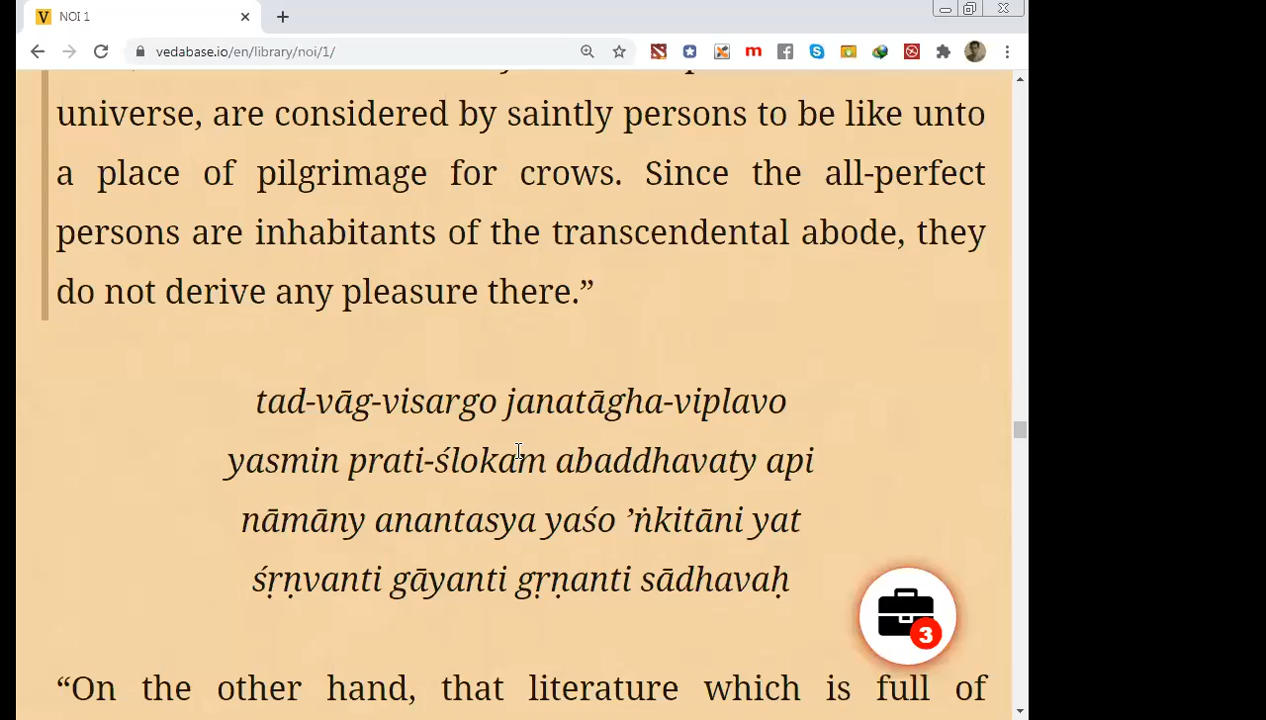 NOI 1
vedabase.io/en/library/noi/1/
universe, are considered by saintly persons to be like unto
a place of pilgrimage for crows. Since the all-perfect
persons are inhabitants of the transcendental abode, they
do not derive any pleasure there.”
tad-vāg-visargo janatāgha-viplavo
yasmin prati-ślokam abaddhavaty api
nāmāny anantasya yaśo ’ṅkitāni yat
śṛṇvanti gāyanti gṛṇanti sādhavaḥ
3
“On the other hand, that literature which is full of